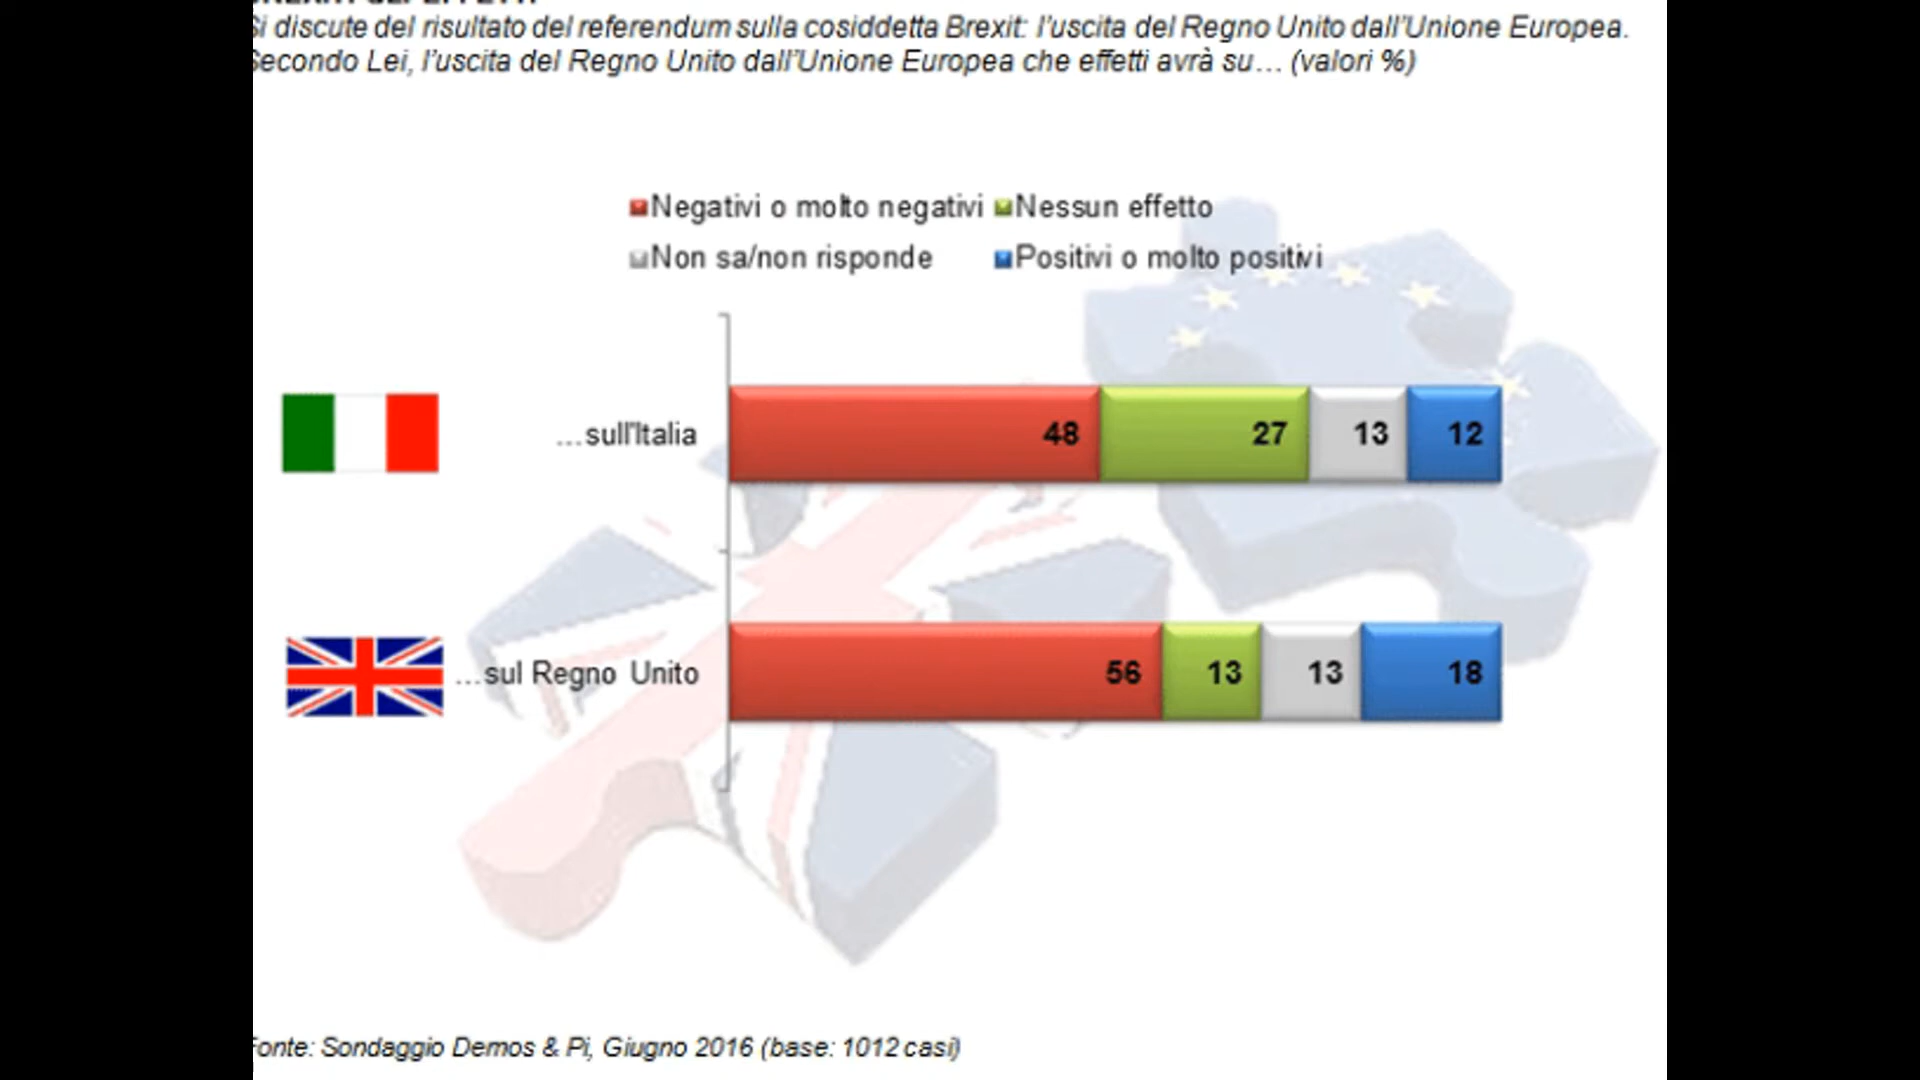 Si discute del risultato del referendum sulla cosiddetta Brexit: l'uscita del Regno Unito dall'Unione Europea.
Secondo Lei, l'uscita del Regno Unito dall'Unione Europea che effetti avrà su… (valori %)
Negativi o molto negativi Nessun effetto
Non sa/non risponde Positivi o molto positivi
…sull'Italia 48 27 13 12
…sul Regno Unito 56 13 13 18
Fonte: Sondaggio Demos & Pi, Giugno 2016 (base: 1012 casi)